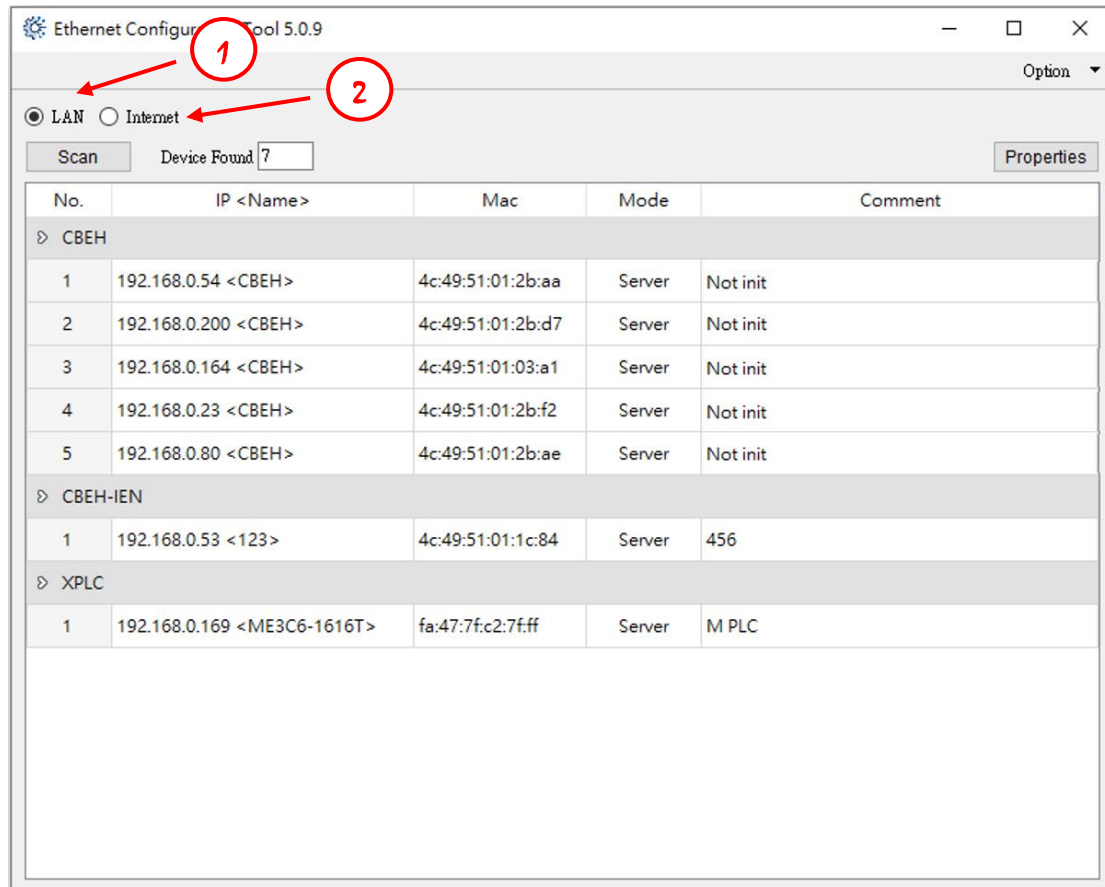 Ethernet Configur Tool 5.0.9
1
2
Option
LAN Internet
Scan Device Found 7 Properties
No. IP <Name> Mac Mode Comment
CBEH
1 192.168.0.54 <CBEH> 4c:49:51:01:2b:aa Server Not init
2 192.168.0.200 <CBEH> 4c:49:51:01:2b:d7 Server Not init
3 192.168.0.164 <CBEH> 4c:49:51:01:03:a1 Server Not init
4 192.168.0.23 <CBEH> 4c:49:51:01:2b:f2 Server Not init
5 192.168.0.80 <CBEH> 4c:49:51:01:2b:ae Server Not init
CBEH-IEN
1 192.168.0.53 <123> 4c:49:51:01:1c:84 Server 456
XPLC
1 192.168.0.169 <ME3C6-1616T> fa:47:7f:c2:7f:ff Server M PLC